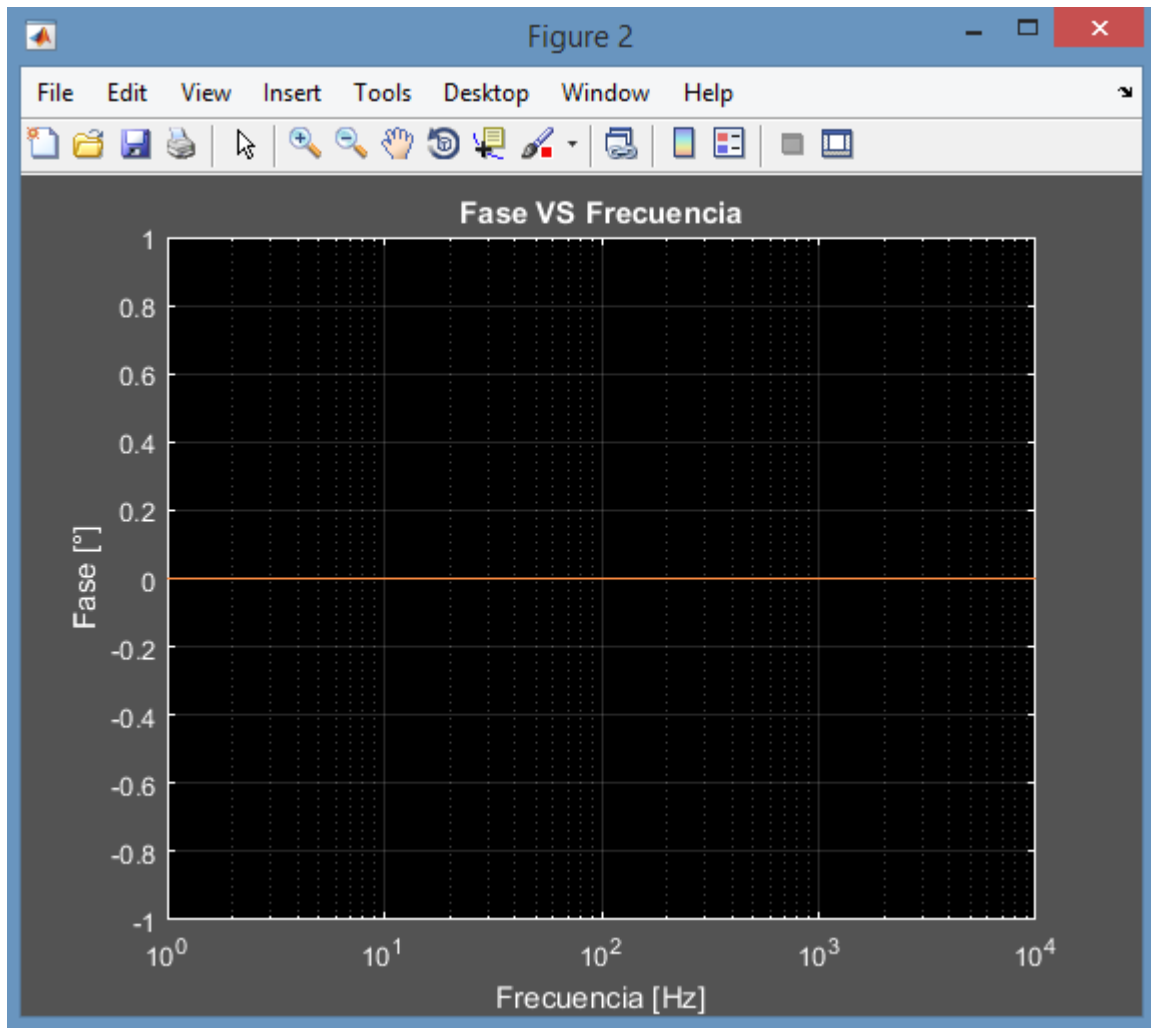 Figure 2
File Edit View Insert Tools Desktop Window Help
Fase VS Frecuencia
1
0.8
0.6
0.4
0.2
0
-0.2
-0.4
-0.6
-0.8
-1
Fase [°]
10^0 10^1 10^2 10^3 10^4
Frecuencia [Hz]